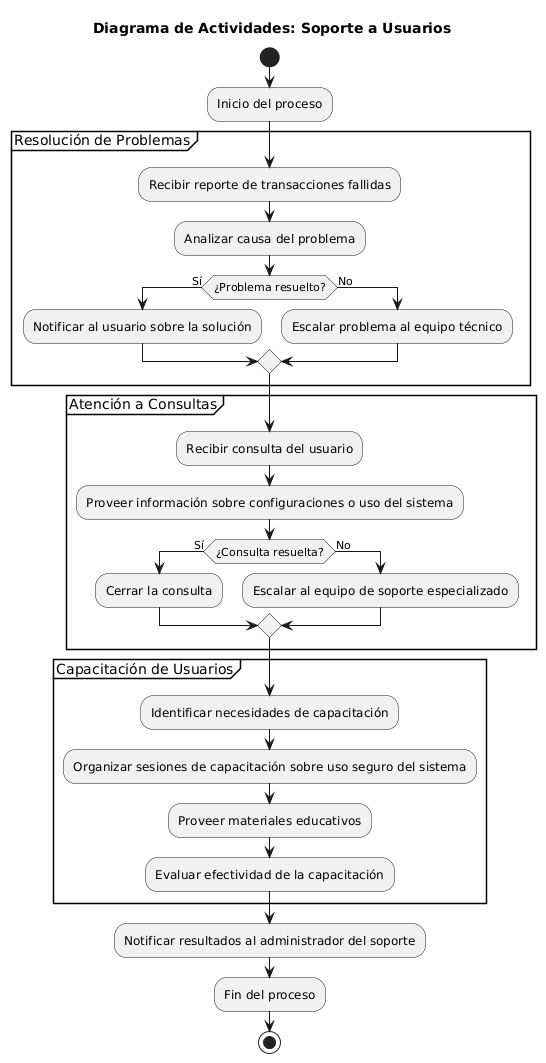 Diagrama de Actividades: Soporte a Usuarios
Inicio del proceso
Resolución de Problemas
Recibir reporte de transacciones fallidas
Analizar causa del problema
Sí
¿Problema resuelto?
No
Notificar al usuario sobre la solución
Escalar problema al equipo técnico
Atención a Consultas
Recibir consulta del usuario
Proveer información sobre configuraciones o uso del sistema
Sí
¿Consulta resuelta?
No
Cerrar la consulta
Escalar al equipo de soporte especializado
Capacitación de Usuarios
Identificar necesidades de capacitación
Organizar sesiones de capacitación sobre uso seguro del sistema
Proveer materiales educativos
Evaluar efectividad de la capacitación
Notificar resultados al administrador del soporte
Fin del proceso